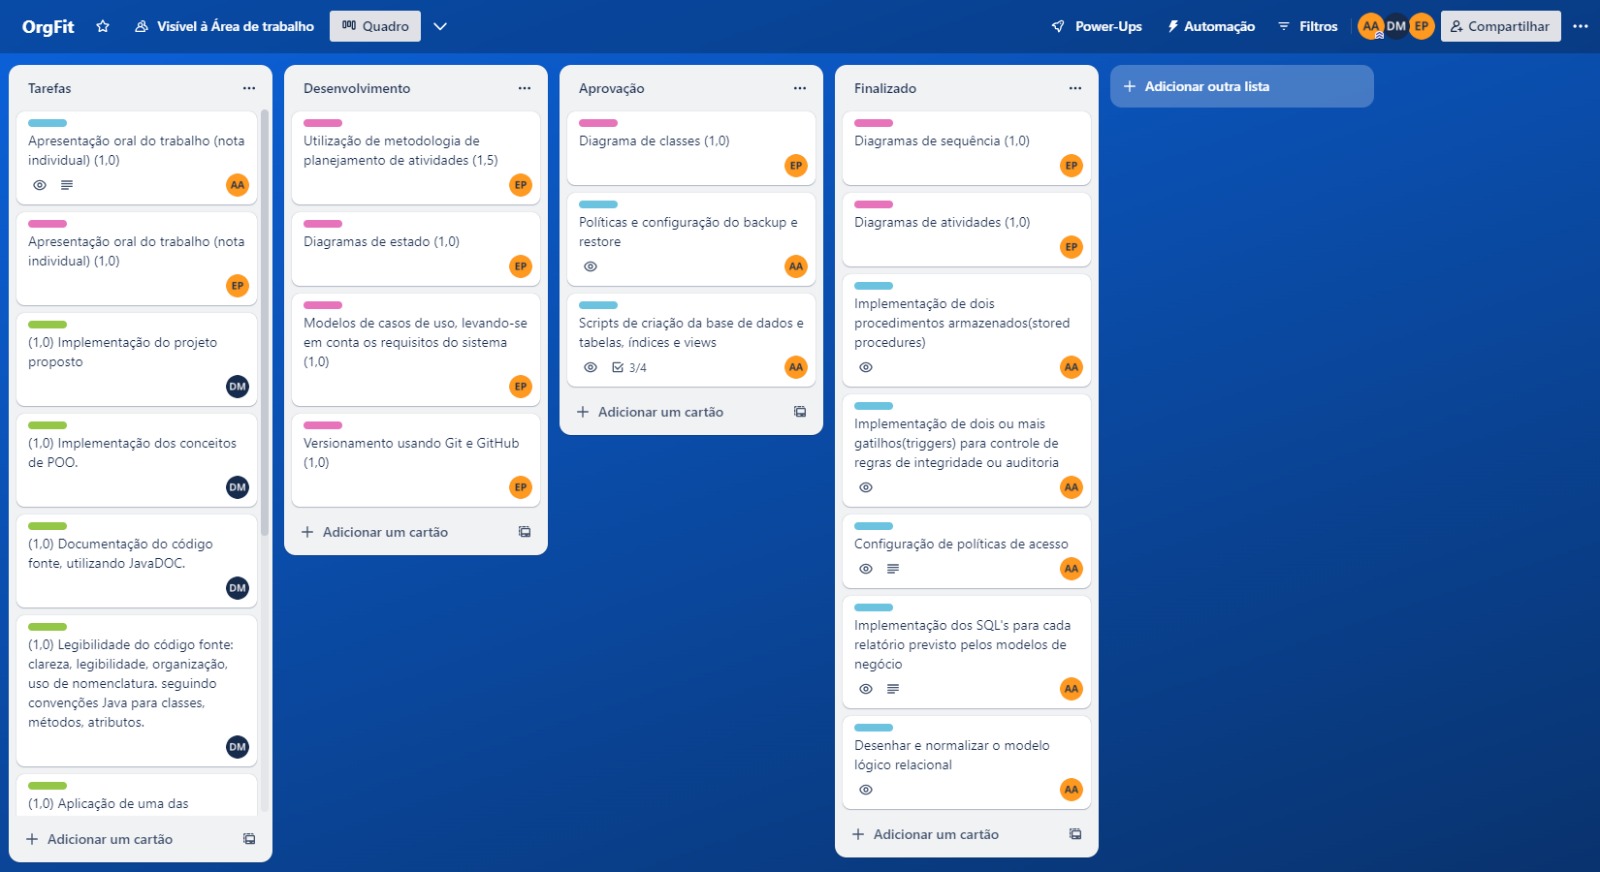 OrgFit
Visível à Área de trabalho
Quadro
Power-Ups
Automação
Filtros
AA
DM
EP
Compartilhar
Tarefas
Apresentação oral do trabalho (nota
individual) (1,0)
AA
Apresentação oral do trabalho (nota
individual) (1,0)
EP
(1,0) Implementação do projeto
proposto
DM
(1,0) Implementação dos conceitos
de POO.
DM
(1,0) Documentação do código
fonte, utilizando JavaDOC.
DM
(1,0) Legibilidade do código fonte:
clareza, legibilidade, organização,
uso de nomenclatura. seguindo
convenções Java para classes,
métodos, atributos.
DM
(1,0) Aplicação de uma das
Adicionar um cartão
Desenvolvimento
Utilização de metodologia de
planejamento de atividades (1,5)
EP
Diagramas de estado (1,0)
EP
Modelos de casos de uso, levando-se
em conta os requisitos do sistema
(1,0)
EP
Versionamento usando Git e GitHub
(1,0)
EP
Adicionar um cartão
Aprovação
Diagrama de classes (1,0)
EP
Políticas e configuração do backup e
restore
AA
Scripts de criação da base de dados e
tabelas, índices e views
3/4
AA
Adicionar um cartão
Finalizado
Diagramas de sequência (1,0)
EP
Diagramas de atividades (1,0)
EP
Implementação de dois
procedimentos armazenados(stored
procedures)
AA
Implementação de dois ou mais
gatilhos(triggers) para controle de
regras de integridade ou auditoria
AA
Configuração de políticas de acesso
AA
Implementação dos SQL's para cada
relatório previsto pelos modelos de
negócio
AA
Desenhar e normalizar o modelo
lógico relacional
AA
Adicionar um cartão
Adicionar outra lista